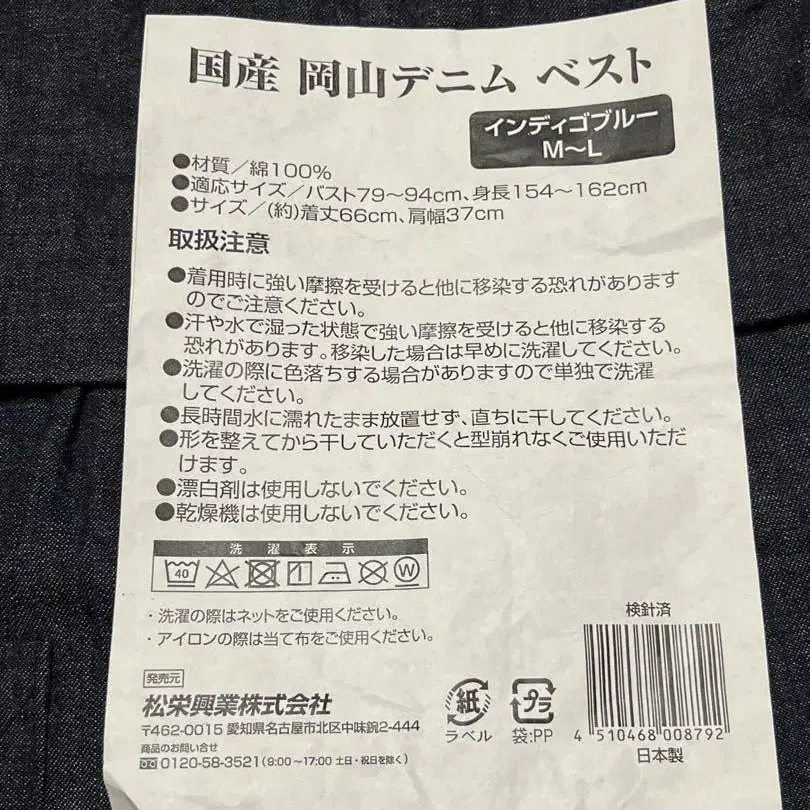 国産 岡山デニム ベスト
インディゴブルー
M〜L
●材質／綿100%
●適応サイズ／バスト79〜94cm、身長154〜162cm
●サイズ／(約)着丈66cm、肩幅37cm
取扱注意
●着用時に強い摩擦を受けると他に移染する恐れがあります
のでご注意ください。
●汗や水で湿った状態で強い摩擦を受けると他に移染する
恐れがあります。移染した場合は早めに洗濯してください。
●洗濯の際に色落ちする場合がありますので単独で洗濯
してください。
●長時間水に濡れたまま放置せず、直ちに干してください。
●形を整えてから干していただくと型崩れなくご使用いただ
けます。
●漂白剤は使用しないでください。
●乾燥機は使用しないでください。
洗濯表示
40 W
・洗濯の際はネットをご使用ください。
・アイロンの際は当て布をご使用ください。
検針済
発売元
松栄興業株式会社
〒462-0015 愛知県名古屋市北区中味鋺2-444
商品のお問い合せ
0120-58-3521(9:00〜17:00 土日・祝日を除く)
紙
ラベル
プラ
袋:PP
4 510468 008792
日本製